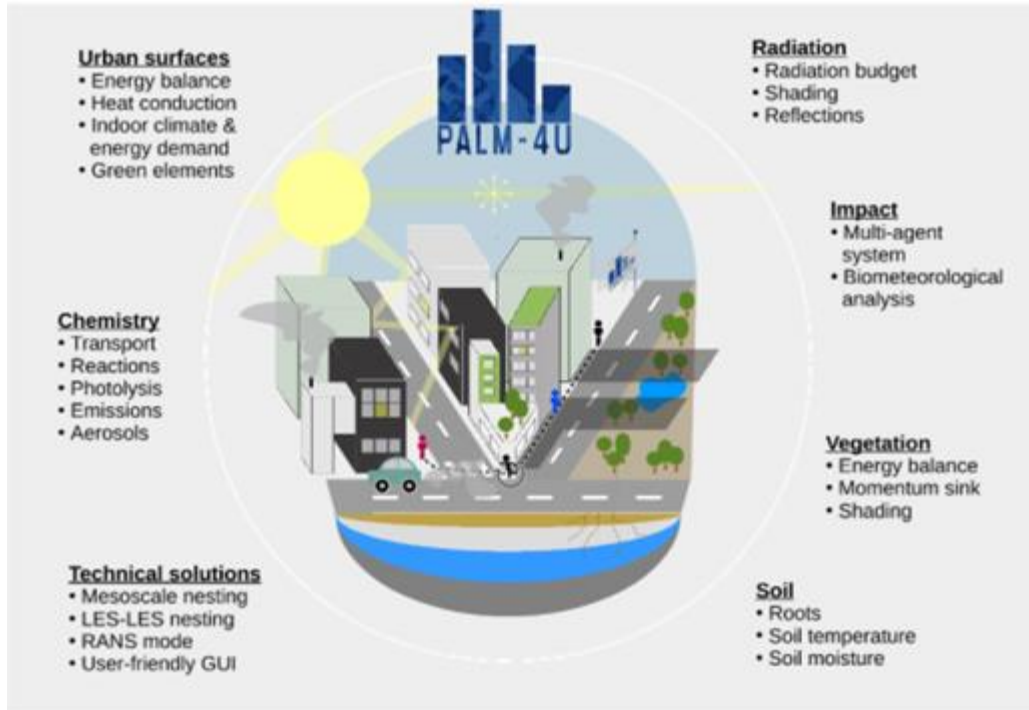 PALM-4U
Urban surfaces
• Energy balance
• Heat conduction
• Indoor climate &
energy demand
• Green elements
Radiation
• Radiation budget
• Shading
• Reflections
Impact
• Multi-agent
system
• Biometeorological
analysis
Chemistry
• Transport
• Reactions
• Photolysis
• Emissions
• Aerosols
Vegetation
• Energy balance
• Momentum sink
• Shading
Technical solutions
• Mesoscale nesting
• LES-LES nesting
• RANS mode
• User-friendly GUI
Soil
• Roots
• Soil temperature
• Soil moisture